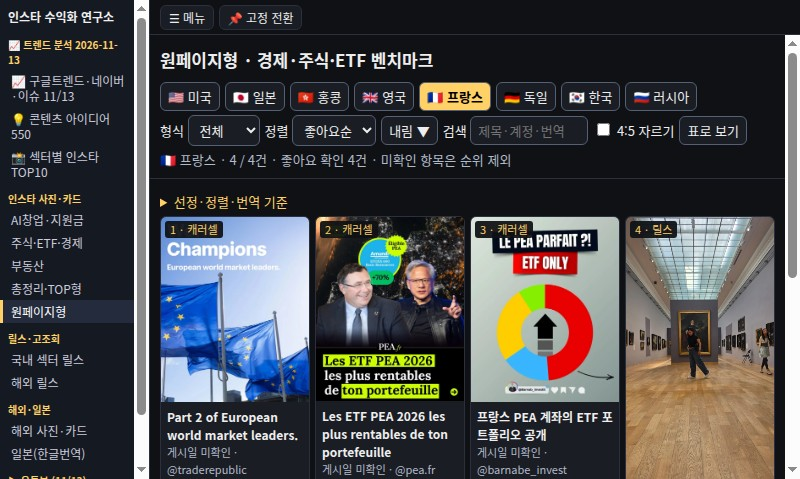 인스타 수익화 연구소
📈 트렌드 분석 2026-11-
13
📈 구글트렌드·네이버
·이슈 11/13
💡 콘텐츠 아이디어
550
📸 섹터별 인스타
TOP10
인스타 사진·카드
AI창업·지원금
주식·ETF·경제
부동산
총정리·TOP형
원페이지형
릴스·고조회
국내 섹터 릴스
해외 릴스
해외·일본
해외 사진·카드
일본(한글번역)
☰ 메뉴
📌 고정 전환
원페이지형 · 경제·주식·ETF 벤치마크
🇺🇸 미국
🇯🇵 일본
🇭🇰 홍콩
🇬🇧 영국
🇫🇷 프랑스
🇩🇪 독일
🇰🇷 한국
🇷🇺 러시아
형식 전체 정렬 좋아요순 내림 ▼ 검색 제목·계정·번역 4:5 자르기 표로 보기
🇫🇷 프랑스 · 4 / 4건 · 좋아요 확인 4건 · 미확인 항목은 순위 제외
▶ 선정·정렬·번역 기준
1 · 캐러셀
Champions
European world market leaders.
Part 2 of European
world market leaders.
게시일 미확인 ·
@traderepublic
2 · 캐러셀
+70%
PEA.fr
Les ETF PEA 2026
les plus rentables
de ton portefeuille
Les ETF PEA 2026 les
plus rentables de ton
portefeuille
게시일 미확인 · @pea.fr
3 · 캐러셀
LE PEA PARFAIT ?!
ETF ONLY
프랑스 PEA 계좌의 ETF 포
트폴리오 공개
게시일 미확인 ·
@barnabe_invest
4 · 릴스